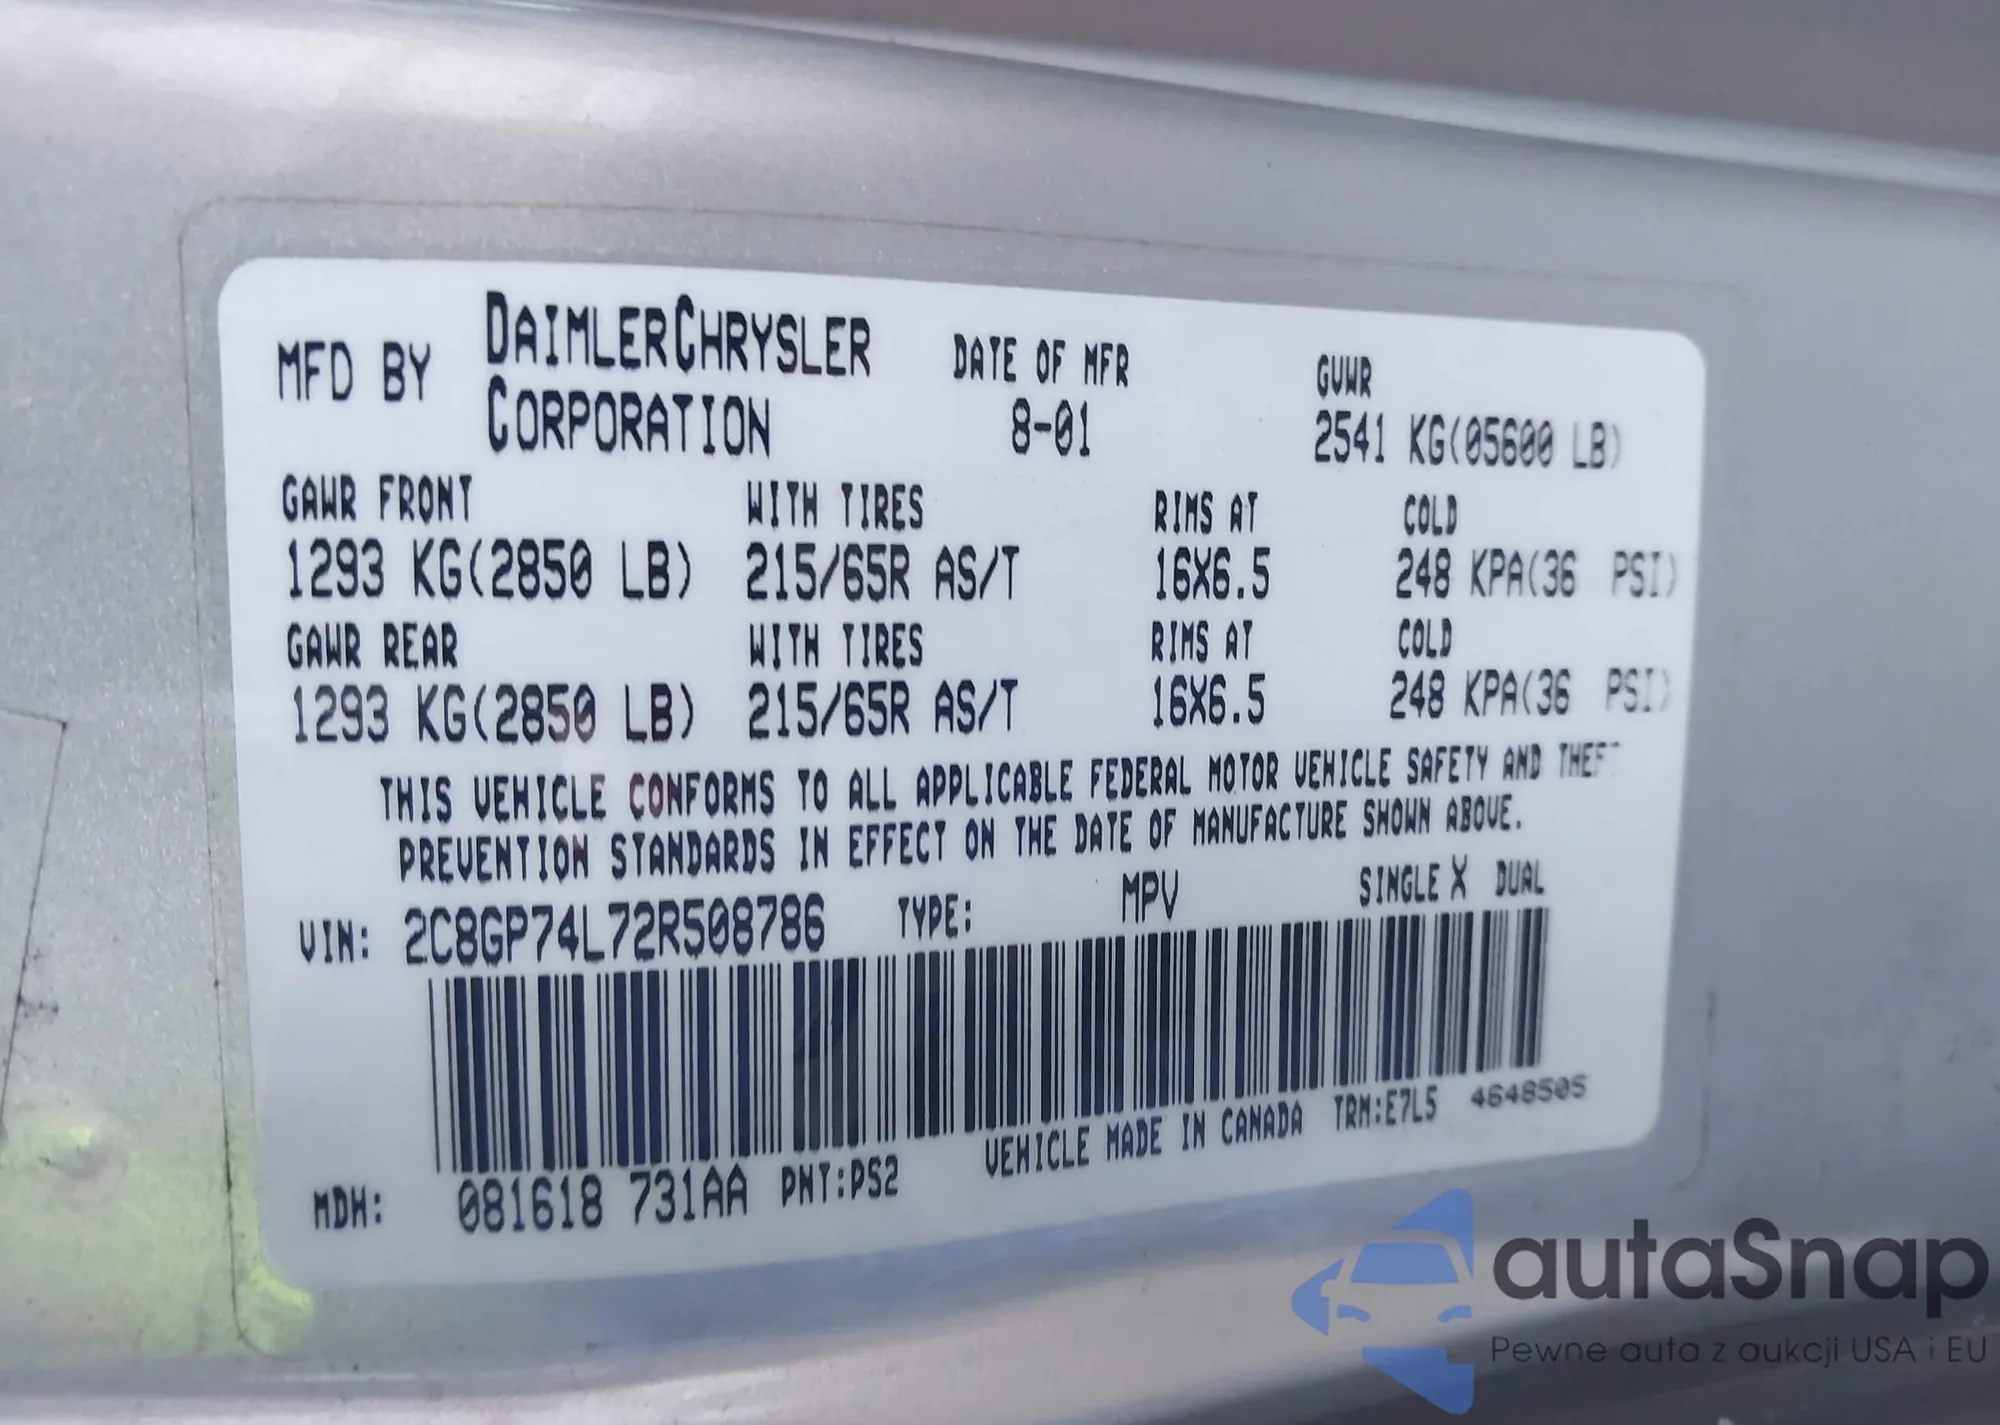 MFD BY DAIMLERCHRYSLER CORPORATION DATE OF MFR 8-01 GVWR 2541 KG(05600 LB)
GAWR FRONT WITH TIRES RIMS AT COLD
1293 KG(2850 LB) 215/65R AS/T 16X6.5 248 KPA(36 PSI)
GAWR REAR WITH TIRES RIMS AT COLD
1293 KG(2850 LB) 215/65R AS/T 16X6.5 248 KPA(36 PSI)
THIS VEHICLE CONFORMS TO ALL APPLICABLE FEDERAL MOTOR VEHICLE SAFETY AND THEFT
PREVENTION STANDARDS IN EFFECT ON THE DATE OF MANUFACTURE SHOWN ABOVE.
VIN: 2C8GP74L72R508786 TYPE: MPV SINGLE X DUAL
MDH: 081618 731AA PNT:PS2 VEHICLE MADE IN CANADA TRM:E7L5 4648505
autaSnap
Pewne auta z aukcji USA i EU